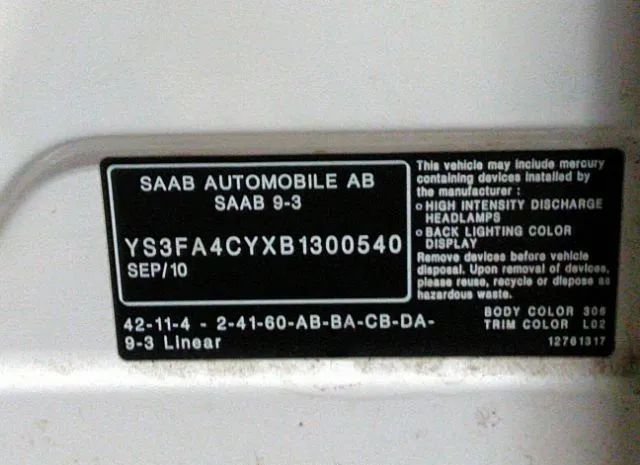 SAAB AUTOMOBILE AB
SAAB 9-3
YS3FA4CYXB1300540
SEP/10
This vehicle may include mercury
containing devices installed by
the manufacturer :
o HIGH INTENSITY DISCHARGE
HEADLAMPS
o BACK LIGHTING COLOR
DISPLAY
Remove devices before vehicle
disposal. Upon removal of devices,
please reuse, recycle or dispose as
hazardous waste.
42-11-4 - 2-41-60-AB-BA-CB-DA-
9-3 Linear
BODY COLOR 306
TRIM COLOR L02
12761317